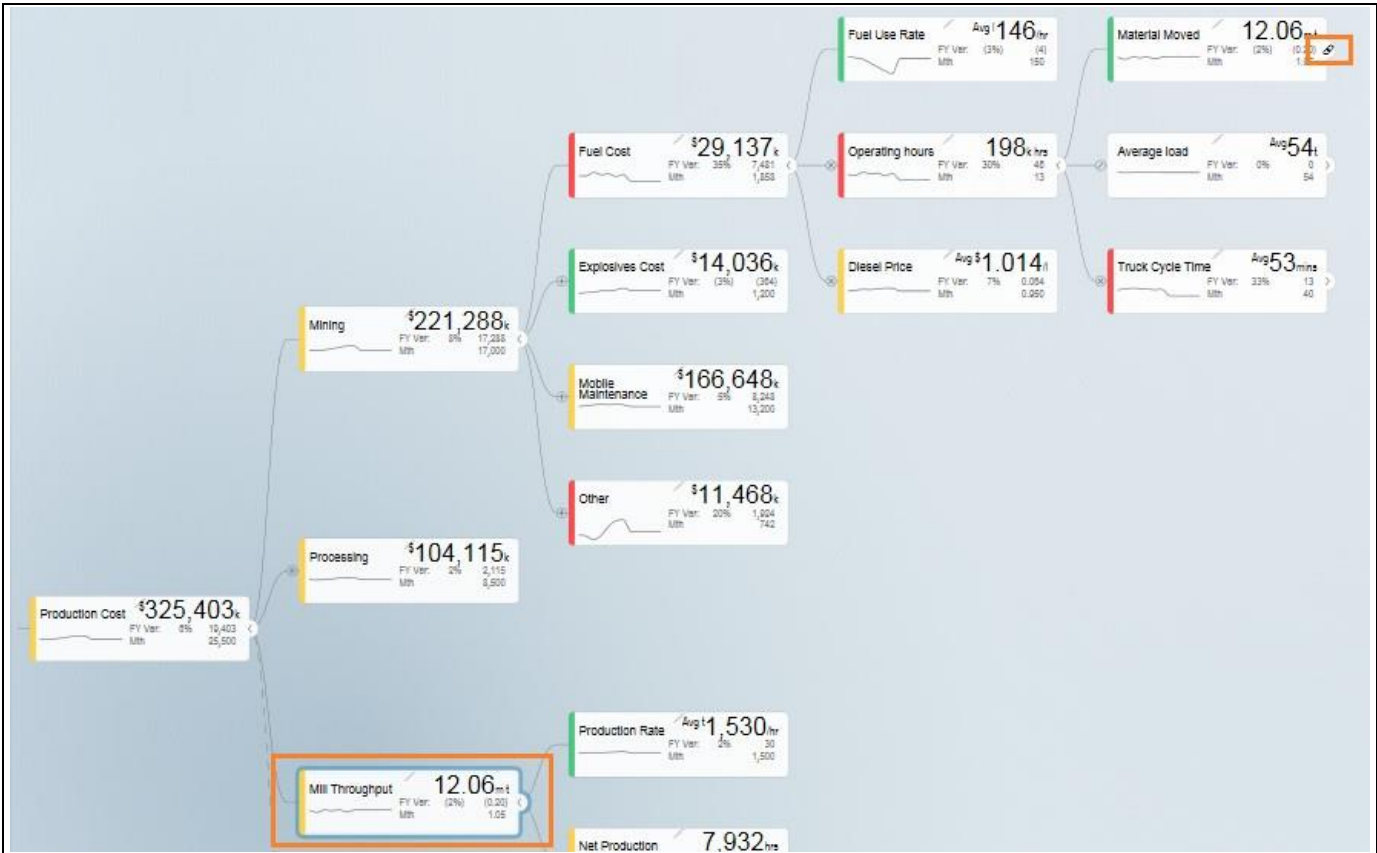 Fuel Use Rate Avg l 146 /hr
FY Var: (3%) (4)
Mth 150
Material Moved 12.06 mt
FY Var: (2%) (0.20)
Mth
Fuel Cost $29,137k
FY Var: 35% 7,481
Mth 1,858
Operating hours 198k hrs
FY Var: 30% 46
Mth 13
Average load Avg 54t
FY Var: 0% 0
Mth 54
Explosives Cost $14,036k
FY Var: (3%) (364)
Mth 1,200
Diesel Price Avg $1.014/l
FY Var: 7% 0.064
Mth 0.950
Truck Cycle Time Avg 53mins
FY Var: 33% 13
Mth 40
Mining $221,288k
FY Var: 8% 17,288
Mth 17,000
Mobile
Maintenance $166,648k
FY Var: 5% 8,248
Mth 13,200
Other $11,468k
FY Var: 20% 1,924
Mth 742
Processing $104,115k
FY Var: 2% 2,115
Mth 8,500
Production Cost $325,403k
FY Var: 6% 19,403
Mth 25,500
Production Rate Avg t 1,530/hr
FY Var: 2% 30
Mth 1,500
Mill Throughput 12.06mt
FY Var: (2%) (0.20)
Mth 1.05
Net Production 7,932hrs